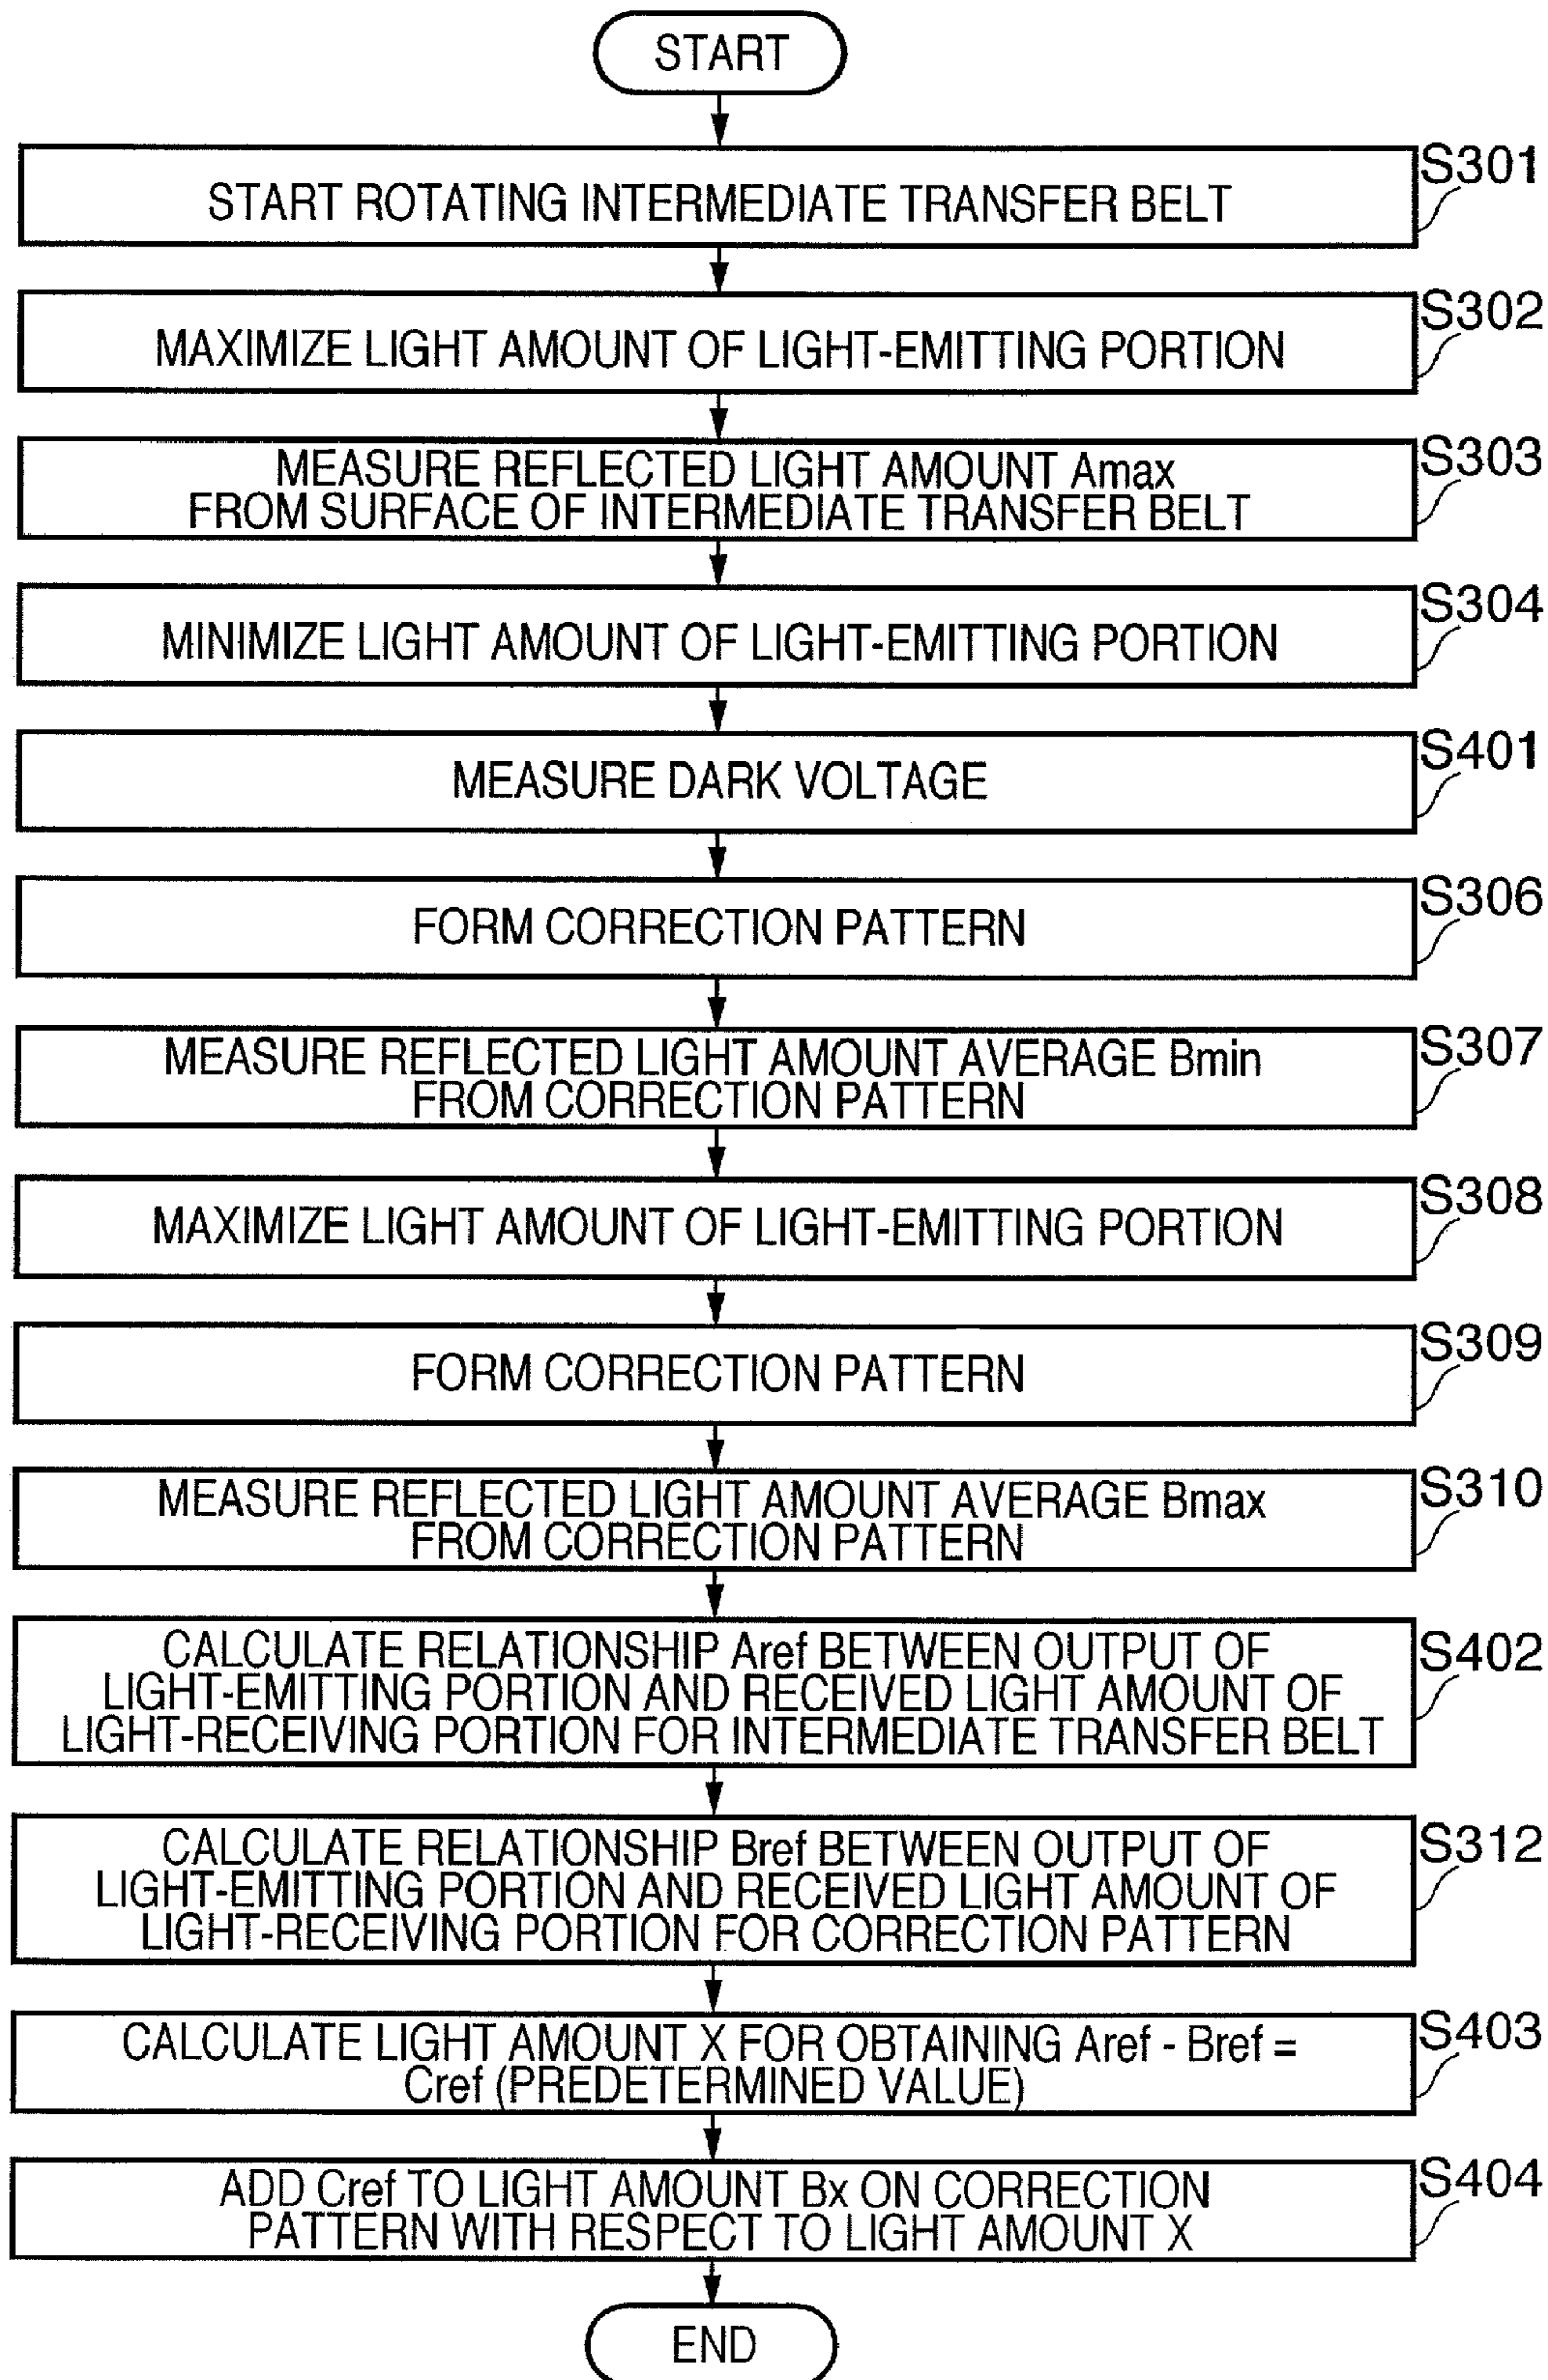 START
S301
START ROTATING INTERMEDIATE TRANSFER BELT
S302
MAXIMIZE LIGHT AMOUNT OF LIGHT-EMITTING PORTION
S303
MEASURE REFLECTED LIGHT AMOUNT Amax
FROM SURFACE OF INTERMEDIATE TRANSFER BELT
S304
MINIMIZE LIGHT AMOUNT OF LIGHT-EMITTING PORTION
S401
MEASURE DARK VOLTAGE
S306
FORM CORRECTION PATTERN
S307
MEASURE REFLECTED LIGHT AMOUNT AVERAGE Bmin
FROM CORRECTION PATTERN
S308
MAXIMIZE LIGHT AMOUNT OF LIGHT-EMITTING PORTION
S309
FORM CORRECTION PATTERN
S310
MEASURE REFLECTED LIGHT AMOUNT AVERAGE Bmax
FROM CORRECTION PATTERN
S402
CALCULATE RELATIONSHIP Aref BETWEEN OUTPUT OF
LIGHT-EMITTING PORTION AND RECEIVED LIGHT AMOUNT OF
LIGHT-RECEIVING PORTION FOR INTERMEDIATE TRANSFER BELT
S312
CALCULATE RELATIONSHIP Bref BETWEEN OUTPUT OF
LIGHT-EMITTING PORTION AND RECEIVED LIGHT AMOUNT OF
LIGHT-RECEIVING PORTION FOR CORRECTION PATTERN
S403
CALCULATE LIGHT AMOUNT X FOR OBTAINING Aref - Bref =
Cref (PREDETERMINED VALUE)
S404
ADD Cref TO LIGHT AMOUNT Bx ON CORRECTION
PATTERN WITH RESPECT TO LIGHT AMOUNT X
END